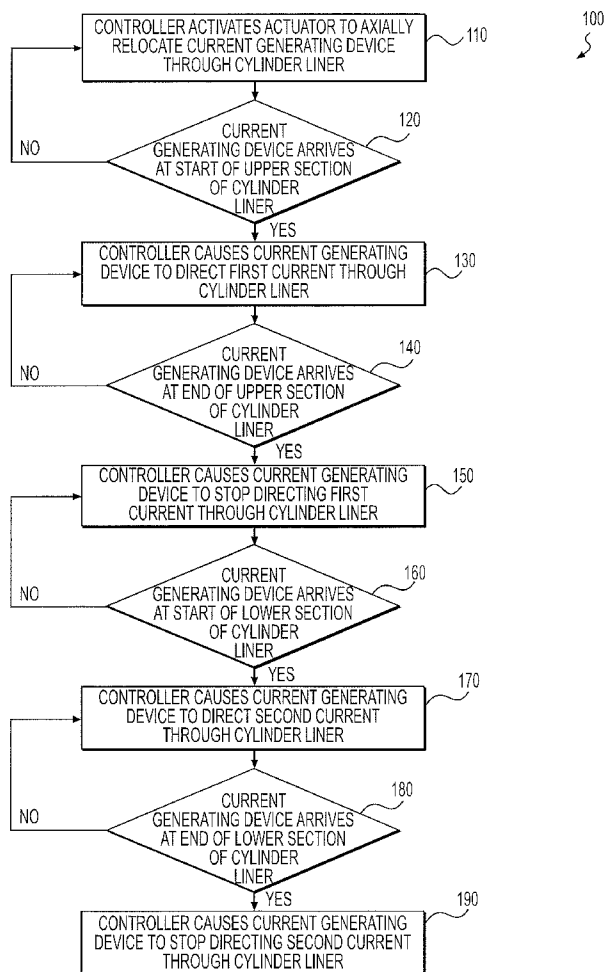 100
CONTROLLER ACTIVATES ACTUATOR TO AXIALLY
RELOCATE CURRENT GENERATING DEVICE
THROUGH CYLINDER LINER
110
120
CURRENT
GENERATING DEVICE ARRIVES
AT START OF UPPER SECTION
OF CYLINDER
LINER
NO
YES
CONTROLLER CAUSES CURRENT GENERATING
DEVICE TO DIRECT FIRST CURRENT THROUGH
CYLINDER LINER
130
140
CURRENT
GENERATING DEVICE ARRIVES
AT END OF UPPER SECTION
OF CYLINDER
LINER
NO
YES
CONTROLLER CAUSES CURRENT GENERATING
DEVICE TO STOP DIRECTING FIRST
CURRENT THROUGH CYLINDER LINER
150
160
CURRENT
GENERATING DEVICE ARRIVES
AT START OF LOWER SECTION
OF CYLINDER
LINER
NO
YES
CONTROLLER CAUSES CURRENT GENERATING
DEVICE TO DIRECT SECOND CURRENT
THROUGH CYLINDER LINER
170
180
CURRENT
GENERATING DEVICE ARRIVES
AT END OF LOWER SECTION
OF CYLINDER
LINER
NO
YES
CONTROLLER CAUSES CURRENT GENERATING
DEVICE TO STOP DIRECTING SECOND CURRENT
THROUGH CYLINDER LINER
190